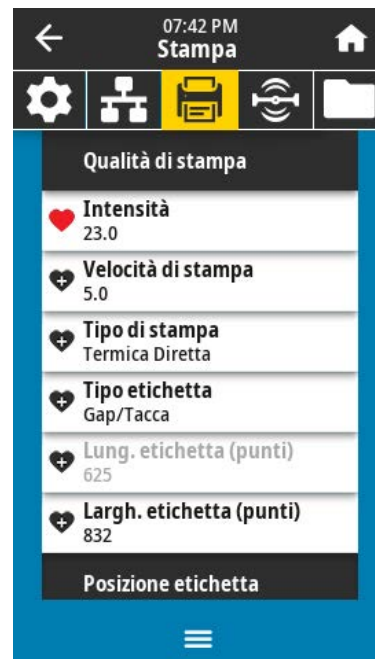 07:42 PM
Stampa
Qualità di stampa
Intensità
23.0
Velocità di stampa
5.0
Tipo di stampa
Termica Diretta
Tipo etichetta
Gap/Tacca
Lung. etichetta (punti)
625
Largh. etichetta (punti)
832
Posizione etichetta